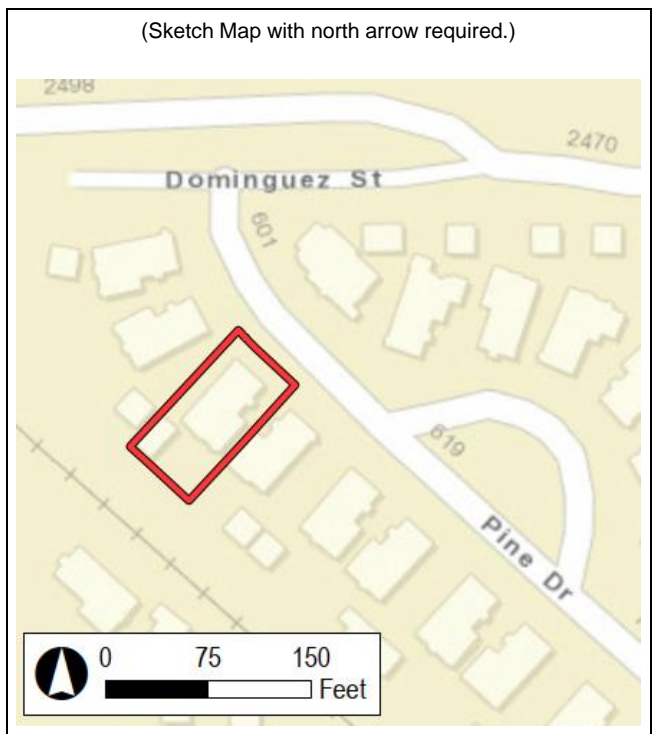 (Sketch Map with north arrow required.)
2498
2470
Dominguez St
601
619
Pine Dr
0 75 150
Feet